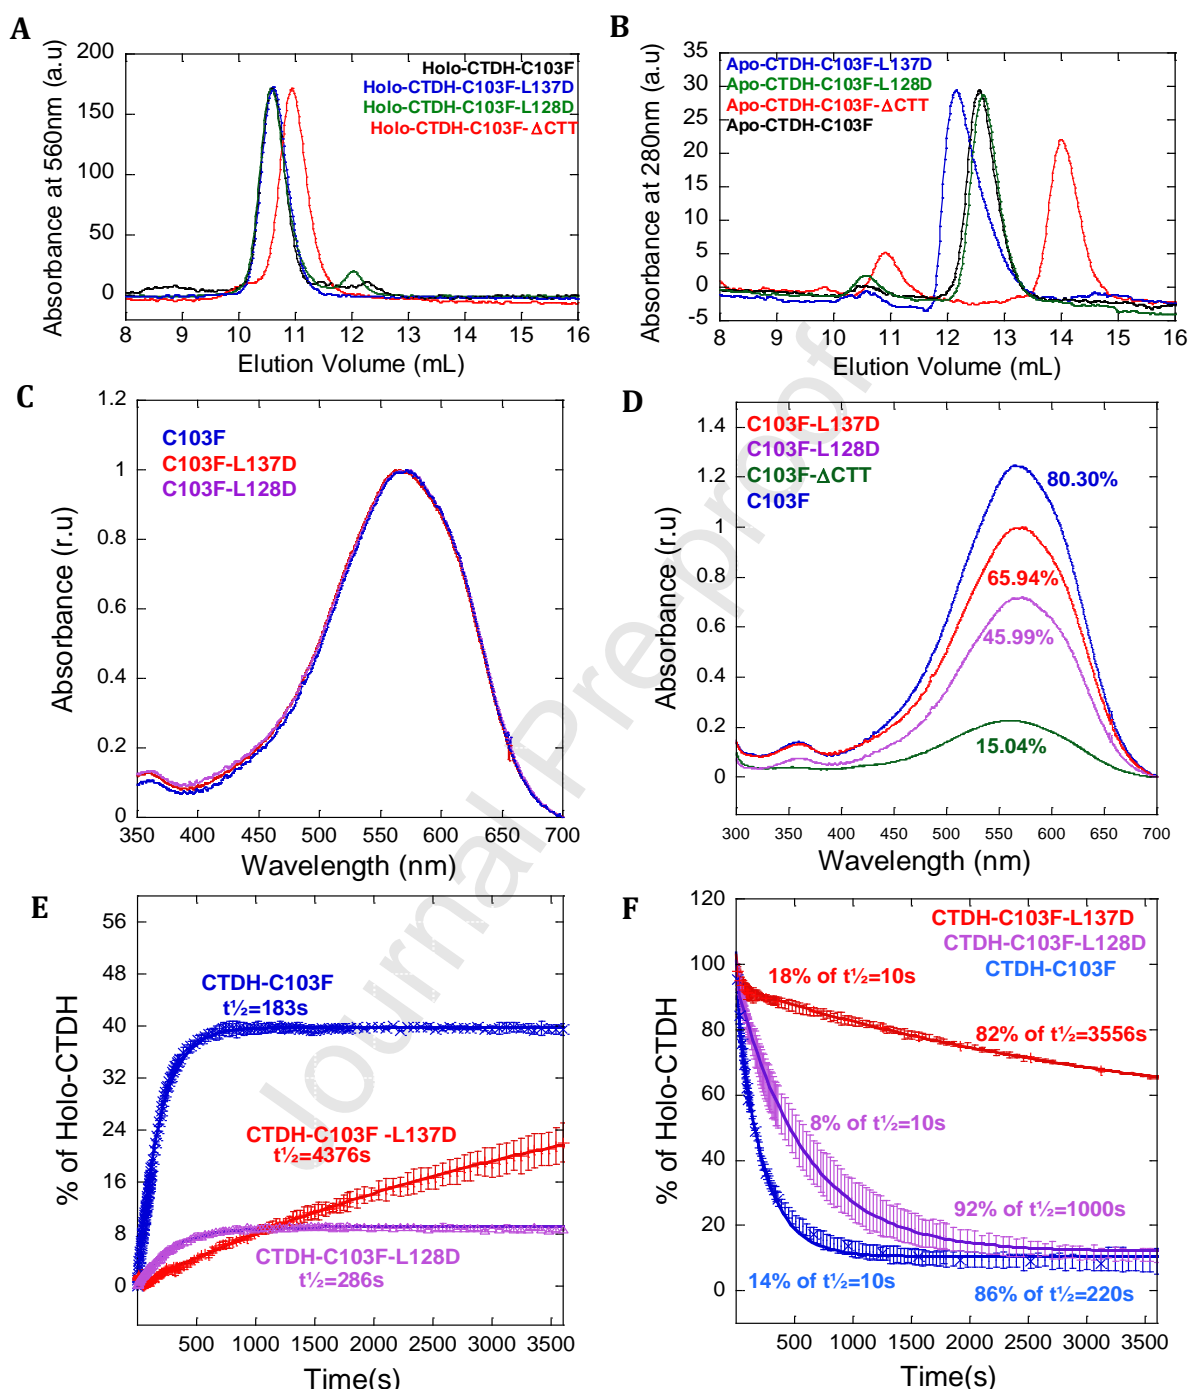 A
Absorbance at 560nm (a.u)
200
150
100
50
0
8 9 10 11 12 13 14 15 16
Elution Volume (mL)
Holo-CTDH-C103F
Holo-CTDH-C103F-L137D
Holo-CTDH-C103F-L128D
Holo-CTDH-C103F-ΔCTT
B
Absorbance at 280nm (a.u)
35
30
25
20
15
10
5
0
-5
8 9 10 11 12 13 14 15 16
Elution Volume (mL)
Apo-CTDH-C103F-L137D
Apo-CTDH-C103F-L128D
Apo-CTDH-C103F-ΔCTT
Apo-CTDH-C103F
C
Absorbance (r.u)
1.2
1
0.8
0.6
0.4
0.2
0
350 400 450 500 550 600 650 700
Wavelength (nm)
C103F
C103F-L137D
C103F-L128D
D
Absorbance (r.u)
1.4
1.2
1
0.8
0.6
0.4
0.2
0
300 350 400 450 500 550 600 650 700
Wavelength (nm)
C103F-L137D
C103F-L128D
C103F-ΔCTT
C103F
80.30%
65.94%
45.99%
15.04%
E
% of Holo-CTDH
56
48
40
32
24
16
8
0
500 1000 1500 2000 2500 3000 3500
Time(s)
CTDH-C103F
t½=183s
CTDH-C103F -L137D
t½=4376s
CTDH-C103F-L128D
t½=286s
F
% of Holo-CTDH
120
100
80
60
40
20
0
500 1000 1500 2000 2500 3000 3500
Time(s)
CTDH-C103F-L137D
CTDH-C103F-L128D
CTDH-C103F
18% of t½=10s
82% of t½=3556s
8% of t½=10s
92% of t½=1000s
14% of t½=10s
86% of t½=220s
Journal Pre-proof